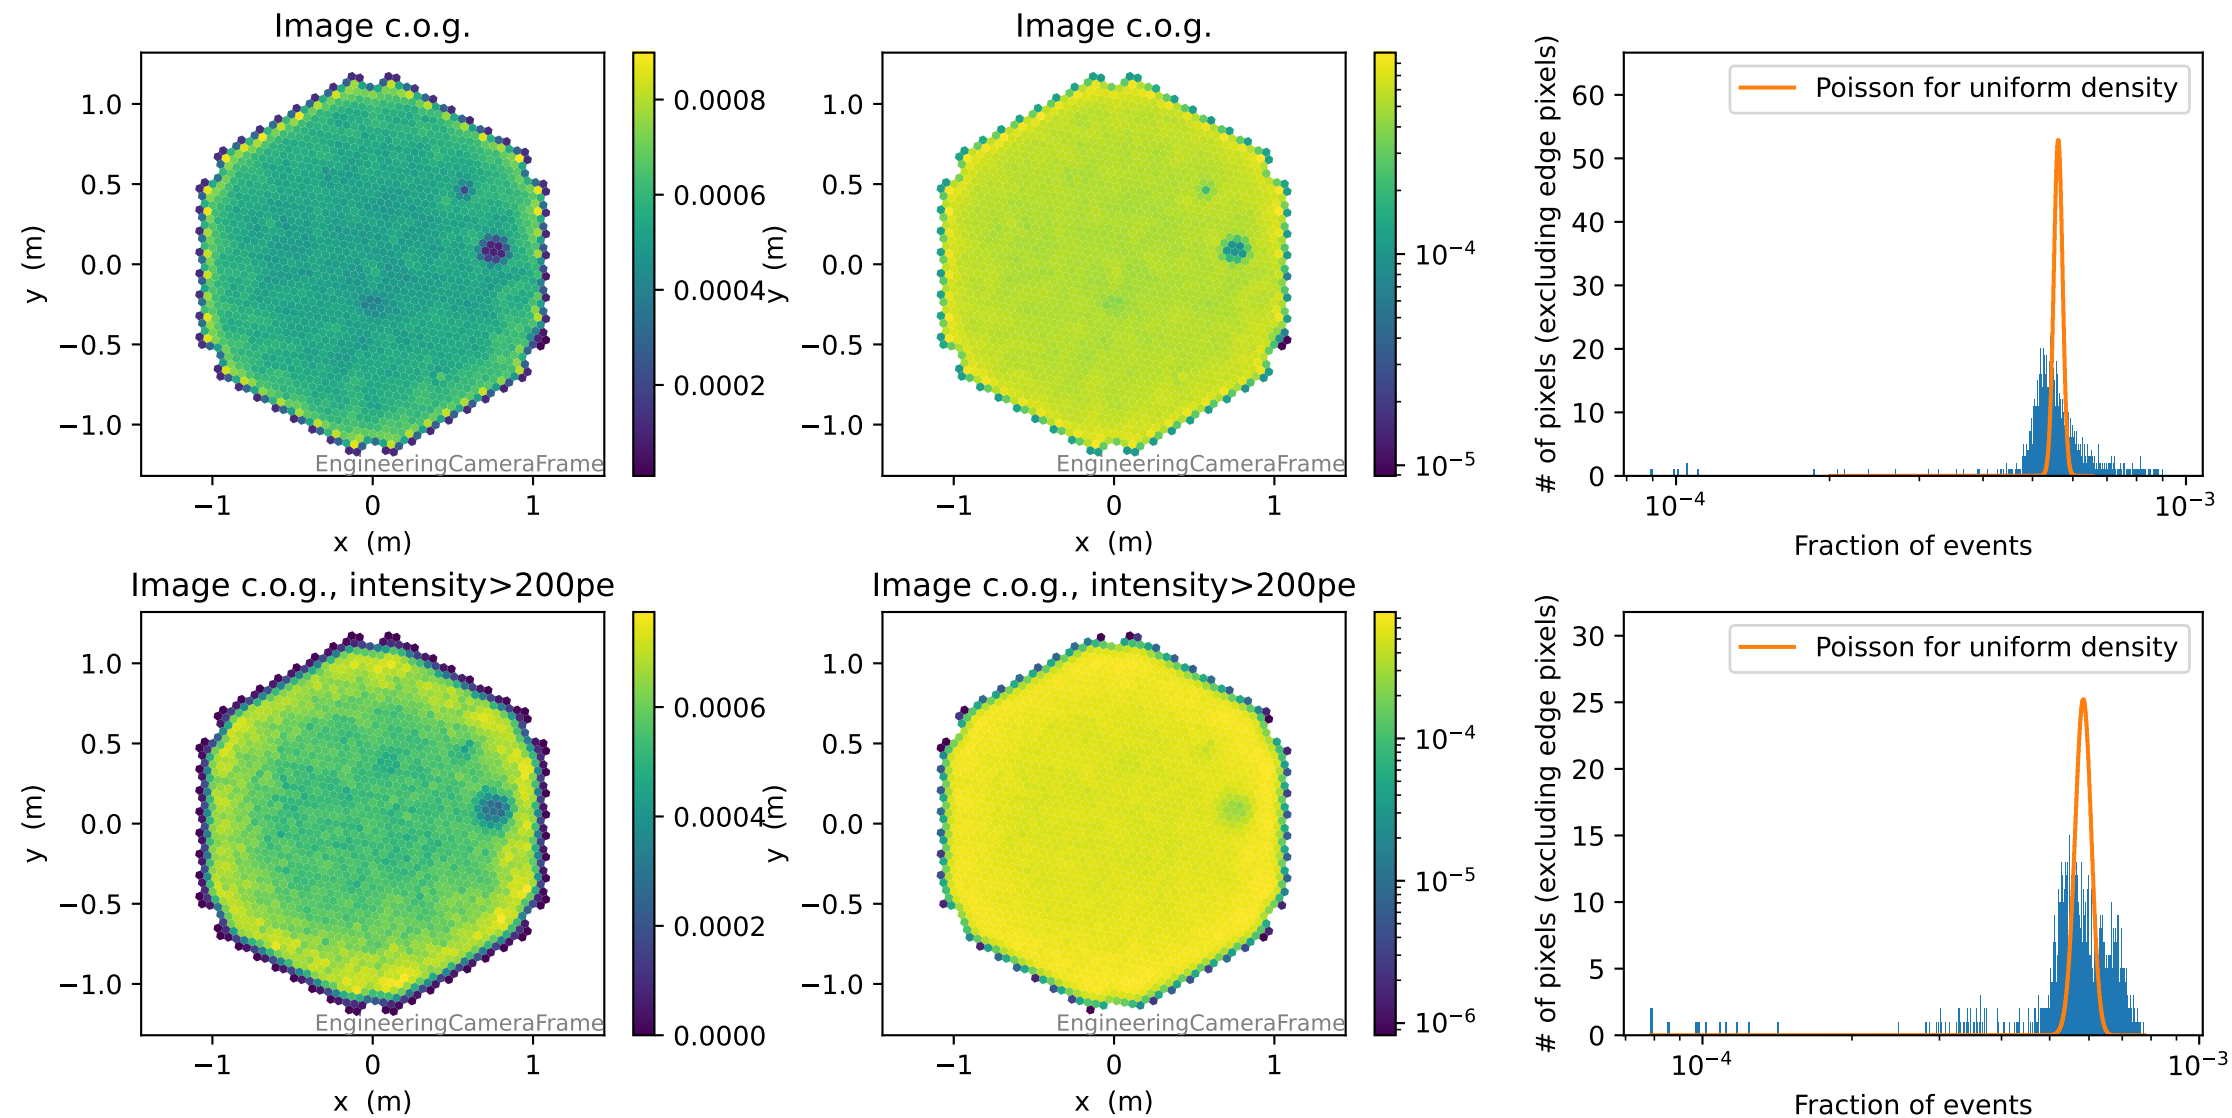 Image c.o.g.
1.0
0.5
0.0
−0.5
−1.0
y (m)
−1
0
1
x (m)
EngineeringCameraFrame
0.0008
0.0006
0.0004
0.0002
Image c.o.g.
1.0
0.5
0.0
−0.5
−1.0
y (m)
−1
0
1
x (m)
EngineeringCameraFrame
10⁻⁴
10⁻⁵
Poisson for uniform density
60
50
40
30
20
10
0
# of pixels (excluding edge pixels)
10⁻⁴
10⁻³
Fraction of events
Image c.o.g., intensity>200pe
1.0
0.5
0.0
−0.5
−1.0
y (m)
−1
0
1
x (m)
EngineeringCameraFrame
0.0006
0.0004
0.0002
0.0000
Image c.o.g., intensity>200pe
1.0
0.5
0.0
−0.5
−1.0
y (m)
−1
0
1
x (m)
EngineeringCameraFrame
10⁻⁴
10⁻⁵
10⁻⁶
Poisson for uniform density
30
25
20
15
10
5
0
# of pixels (excluding edge pixels)
10⁻⁴
10⁻³
Fraction of events